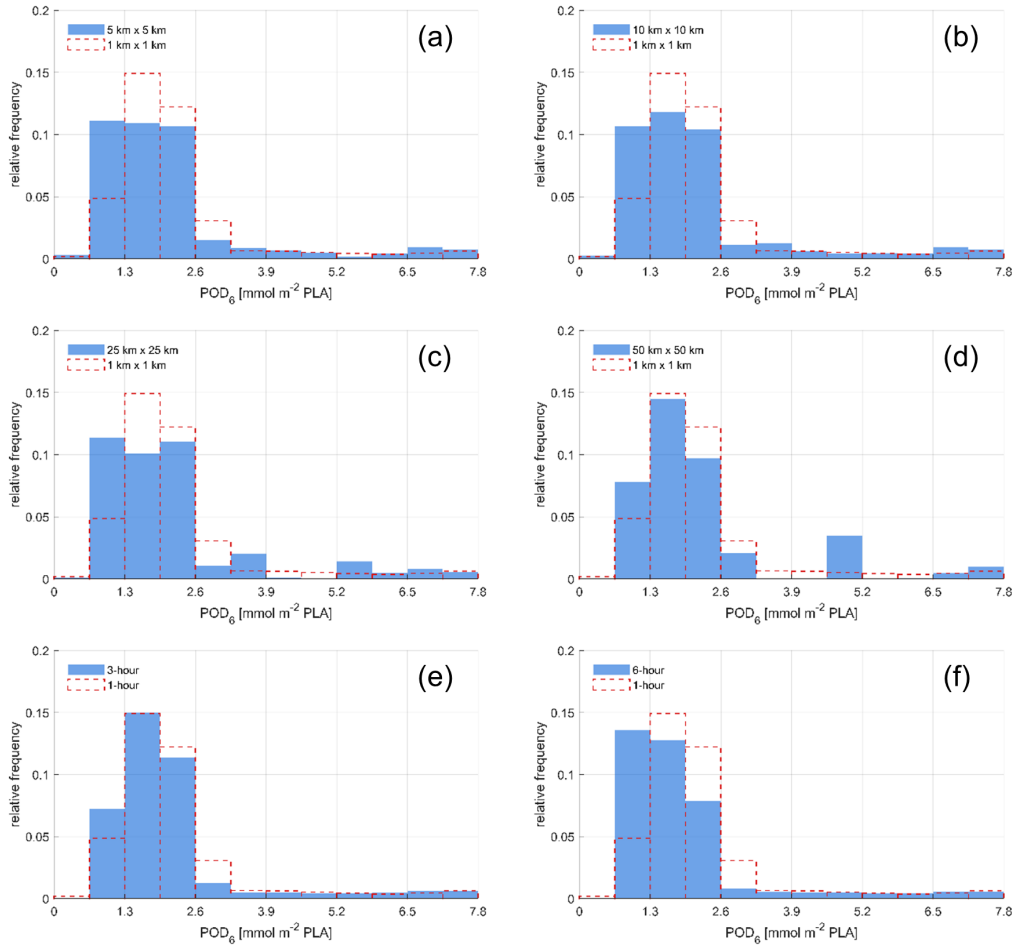 0.2
0.15
0.1
0.05
0
relative frequency
5 km x 5 km
1 km x 1 km
(a)
0 1.3 2.6 3.9 5.2 6.5 7.8
POD6 [mmol m-2 PLA]
0.2
0.15
0.1
0.05
0
relative frequency
10 km x 10 km
1 km x 1 km
(b)
0 1.3 2.6 3.9 5.2 6.5 7.8
POD6 [mmol m-2 PLA]
0.2
0.15
0.1
0.05
0
relative frequency
25 km x 25 km
1 km x 1 km
(c)
0 1.3 2.6 3.9 5.2 6.5 7.8
POD6 [mmol m-2 PLA]
0.2
0.15
0.1
0.05
0
relative frequency
50 km x 50 km
1 km x 1 km
(d)
0 1.3 2.6 3.9 5.2 6.5 7.8
POD6 [mmol m-2 PLA]
0.2
0.15
0.1
0.05
0
relative frequency
3-hour
1-hour
(e)
0 1.3 2.6 3.9 5.2 6.5 7.8
POD6 [mmol m-2 PLA]
0.2
0.15
0.1
0.05
0
relative frequency
6-hour
1-hour
(f)
0 1.3 2.6 3.9 5.2 6.5 7.8
POD6 [mmol m-2 PLA]